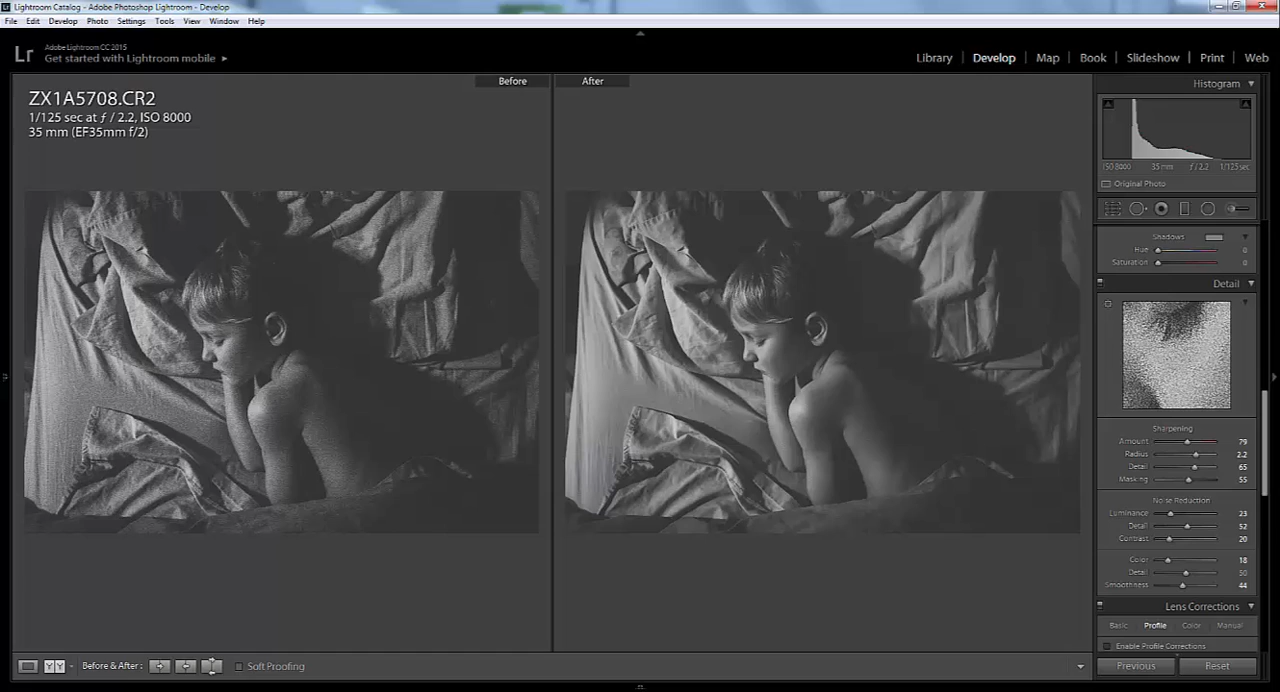 Lightroom Catalog - Adobe Photoshop Lightroom - Develop
File Edit Develop Photo Settings Tools View Window Help
Lr
Adobe Lightroom CC 2015
Get started with Lightroom mobile
Library | Develop | Map | Book | Slideshow | Print | Web
Before
After
ZX1A5708.CR2
1/125 sec at ƒ / 2.2, ISO 8000
35 mm (EF35mm f/2)
Histogram
ISO 8000 35 mm ƒ / 2.2 1/125 sec
Original Photo
Shadows
Hue 0
Saturation 0
Detail
Sharpening
Amount 79
Radius 2.2
Detail 65
Masking 55
Noise Reduction
Luminance 23
Detail 52
Contrast 20
Color 18
Detail 50
Smoothness 44
Lens Corrections
Basic Profile Color Manual
Enable Profile Corrections
Previous Reset
YY Before & After : Soft Proofing